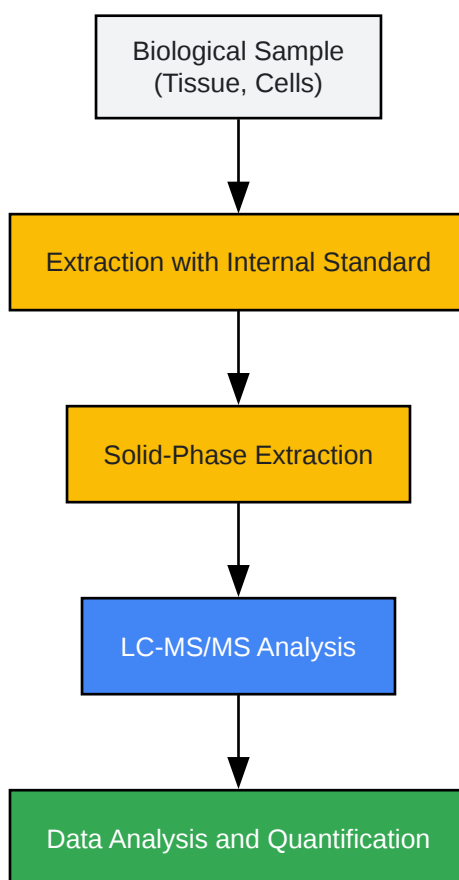 Biological Sample
(Tissue, Cells)
Extraction with Internal Standard
Solid-Phase Extraction
LC-MS/MS Analysis
Data Analysis and Quantification